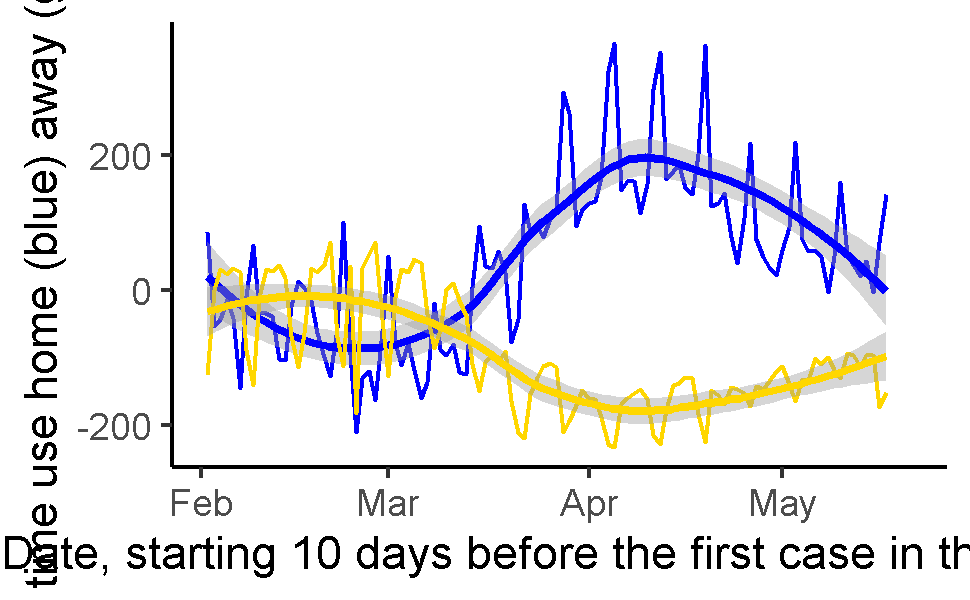 time use home (blue) away (
200
0
-200
Feb Mar Apr May
Date, starting 10 days before the first case in th